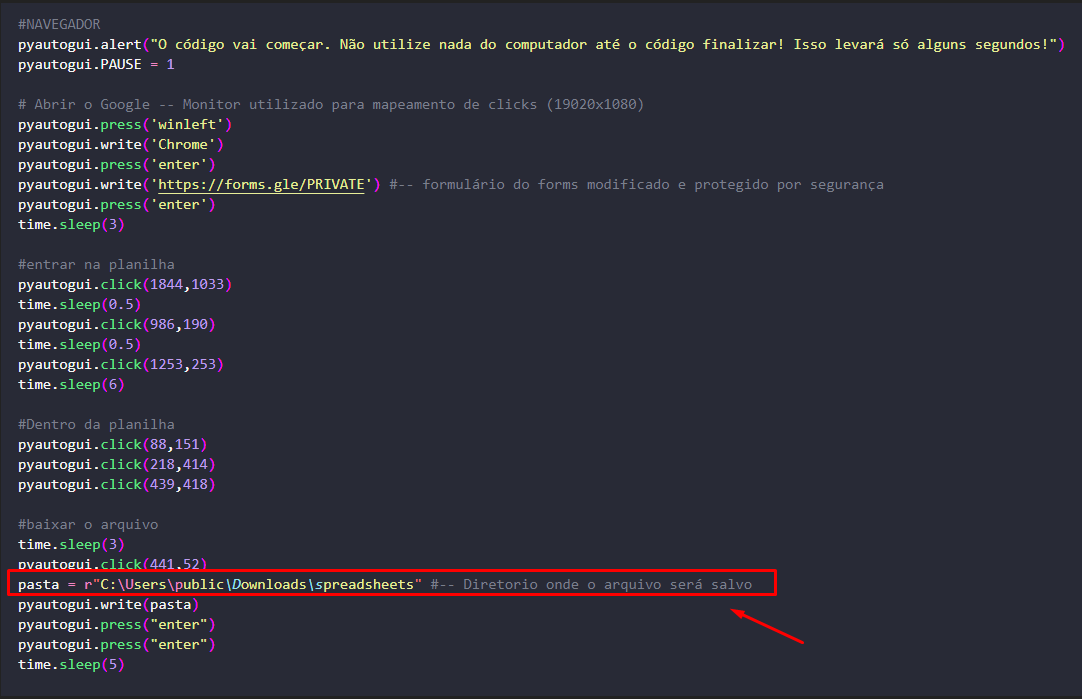 #NAVEGADOR
pyautogui.alert("O código vai começar. Não utilize nada do computador até o código finalizar! Isso levará só alguns segundos!")
pyautogui.PAUSE = 1
# Abrir o Google -- Monitor utilizado para mapeamento de clicks (19020x1080)
pyautogui.press('winleft')
pyautogui.write('Chrome')
pyautogui.press('enter')
pyautogui.write('https://forms.gle/PRIVATE') #-- formulário do forms modificado e protegido por segurança
pyautogui.press('enter')
time.sleep(3)
#entrar na planilha
pyautogui.click(1844,1033)
time.sleep(0.5)
pyautogui.click(986,190)
time.sleep(0.5)
pyautogui.click(1253,253)
time.sleep(6)
#Dentro da planilha
pyautogui.click(88,151)
pyautogui.click(218,414)
pyautogui.click(439,418)
#baixar o arquivo
time.sleep(3)
pyautogui.click(441,52)
pasta = r"C:\Users\public\Downloads\spreadsheets" #-- Diretorio onde o arquivo será salvo
pyautogui.write(pasta)
pyautogui.press("enter")
pyautogui.press("enter")
time.sleep(5)